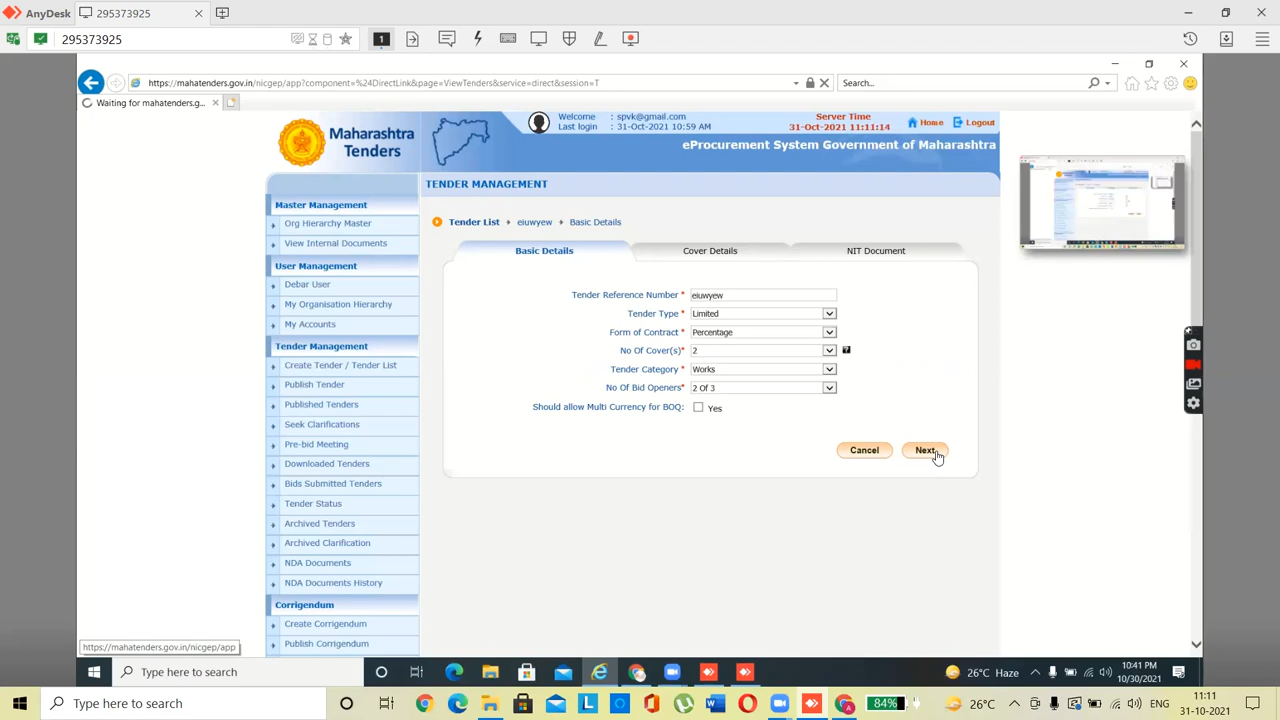 AnyDesk
295373925
295373925
1
https://mahatenders.gov.in/nicgep/app?component=%24DirectLink&page=ViewTenders&service=direct&session=T
Search...
Waiting for mahatenders.g...
Maharashtra
Tenders
Welcome : spvk@gmail.com
Last login : 31-Oct-2021 10:59 AM
Server Time
31-Oct-2021 11:11:14
Home
Logout
eProcurement System Government of Maharashtra
TENDER MANAGEMENT
Master Management
Org Hierarchy Master
View Internal Documents
User Management
Debar User
My Organisation Hierarchy
My Accounts
Tender Management
Create Tender / Tender List
Publish Tender
Published Tenders
Seek Clarifications
Pre-bid Meeting
Downloaded Tenders
Bids Submitted Tenders
Tender Status
Archived Tenders
Archived Clarification
NDA Documents
NDA Documents History
Corrigendum
Create Corrigendum
Publish Corrigendum
Tender List eiuwyew Basic Details
Basic Details
Cover Details
NIT Document
Tender Reference Number * eiuwyew
Tender Type * Limited
Form of Contract * Percentage
No Of Cover(s) * 2 ?
Tender Category * Works
No Of Bid Openers* 2 Of 3
Should allow Multi Currency for BOQ: Yes
Cancel
Next
https://mahatenders.gov.in/nicgep/app
Type here to search
26°C Haze
10:41 PM
10/30/2021
Type here to search
84%
26°C
ENG
11:11
31-10-2021